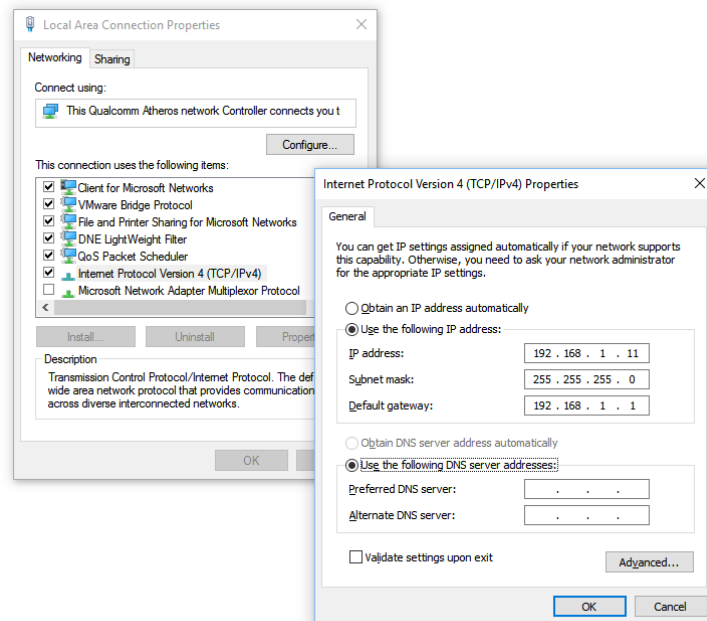 Local Area Connection Properties
Networking
Sharing
Connect using:
This Qualcomm Atheros network Controller connects you t
Configure...
This connection uses the following items:
Client for Microsoft Networks
VMware Bridge Protocol
File and Printer Sharing for Microsoft Networks
DNE LightWeight Filter
QoS Packet Scheduler
Internet Protocol Version 4 (TCP/IPv4)
Microsoft Network Adapter Multiplexor Protocol
Install...
Uninstall
Propert
Description
Transmission Control Protocol/Internet Protocol. The def
wide area network protocol that provides communication
across diverse interconnected networks.
OK
Internet Protocol Version 4 (TCP/IPv4) Properties
General
You can get IP settings assigned automatically if your network supports
this capability. Otherwise, you need to ask your network administrator
for the appropriate IP settings.
Obtain an IP address automatically
Use the following IP address:
IP address: 192 . 168 . 1 . 11
Subnet mask: 255 . 255 . 255 . 0
Default gateway: 192 . 168 . 1 . 1
Obtain DNS server address automatically
Use the following DNS server addresses:
Preferred DNS server: . . .
Alternate DNS server: . . .
Validate settings upon exit
Advanced...
OK
Cancel